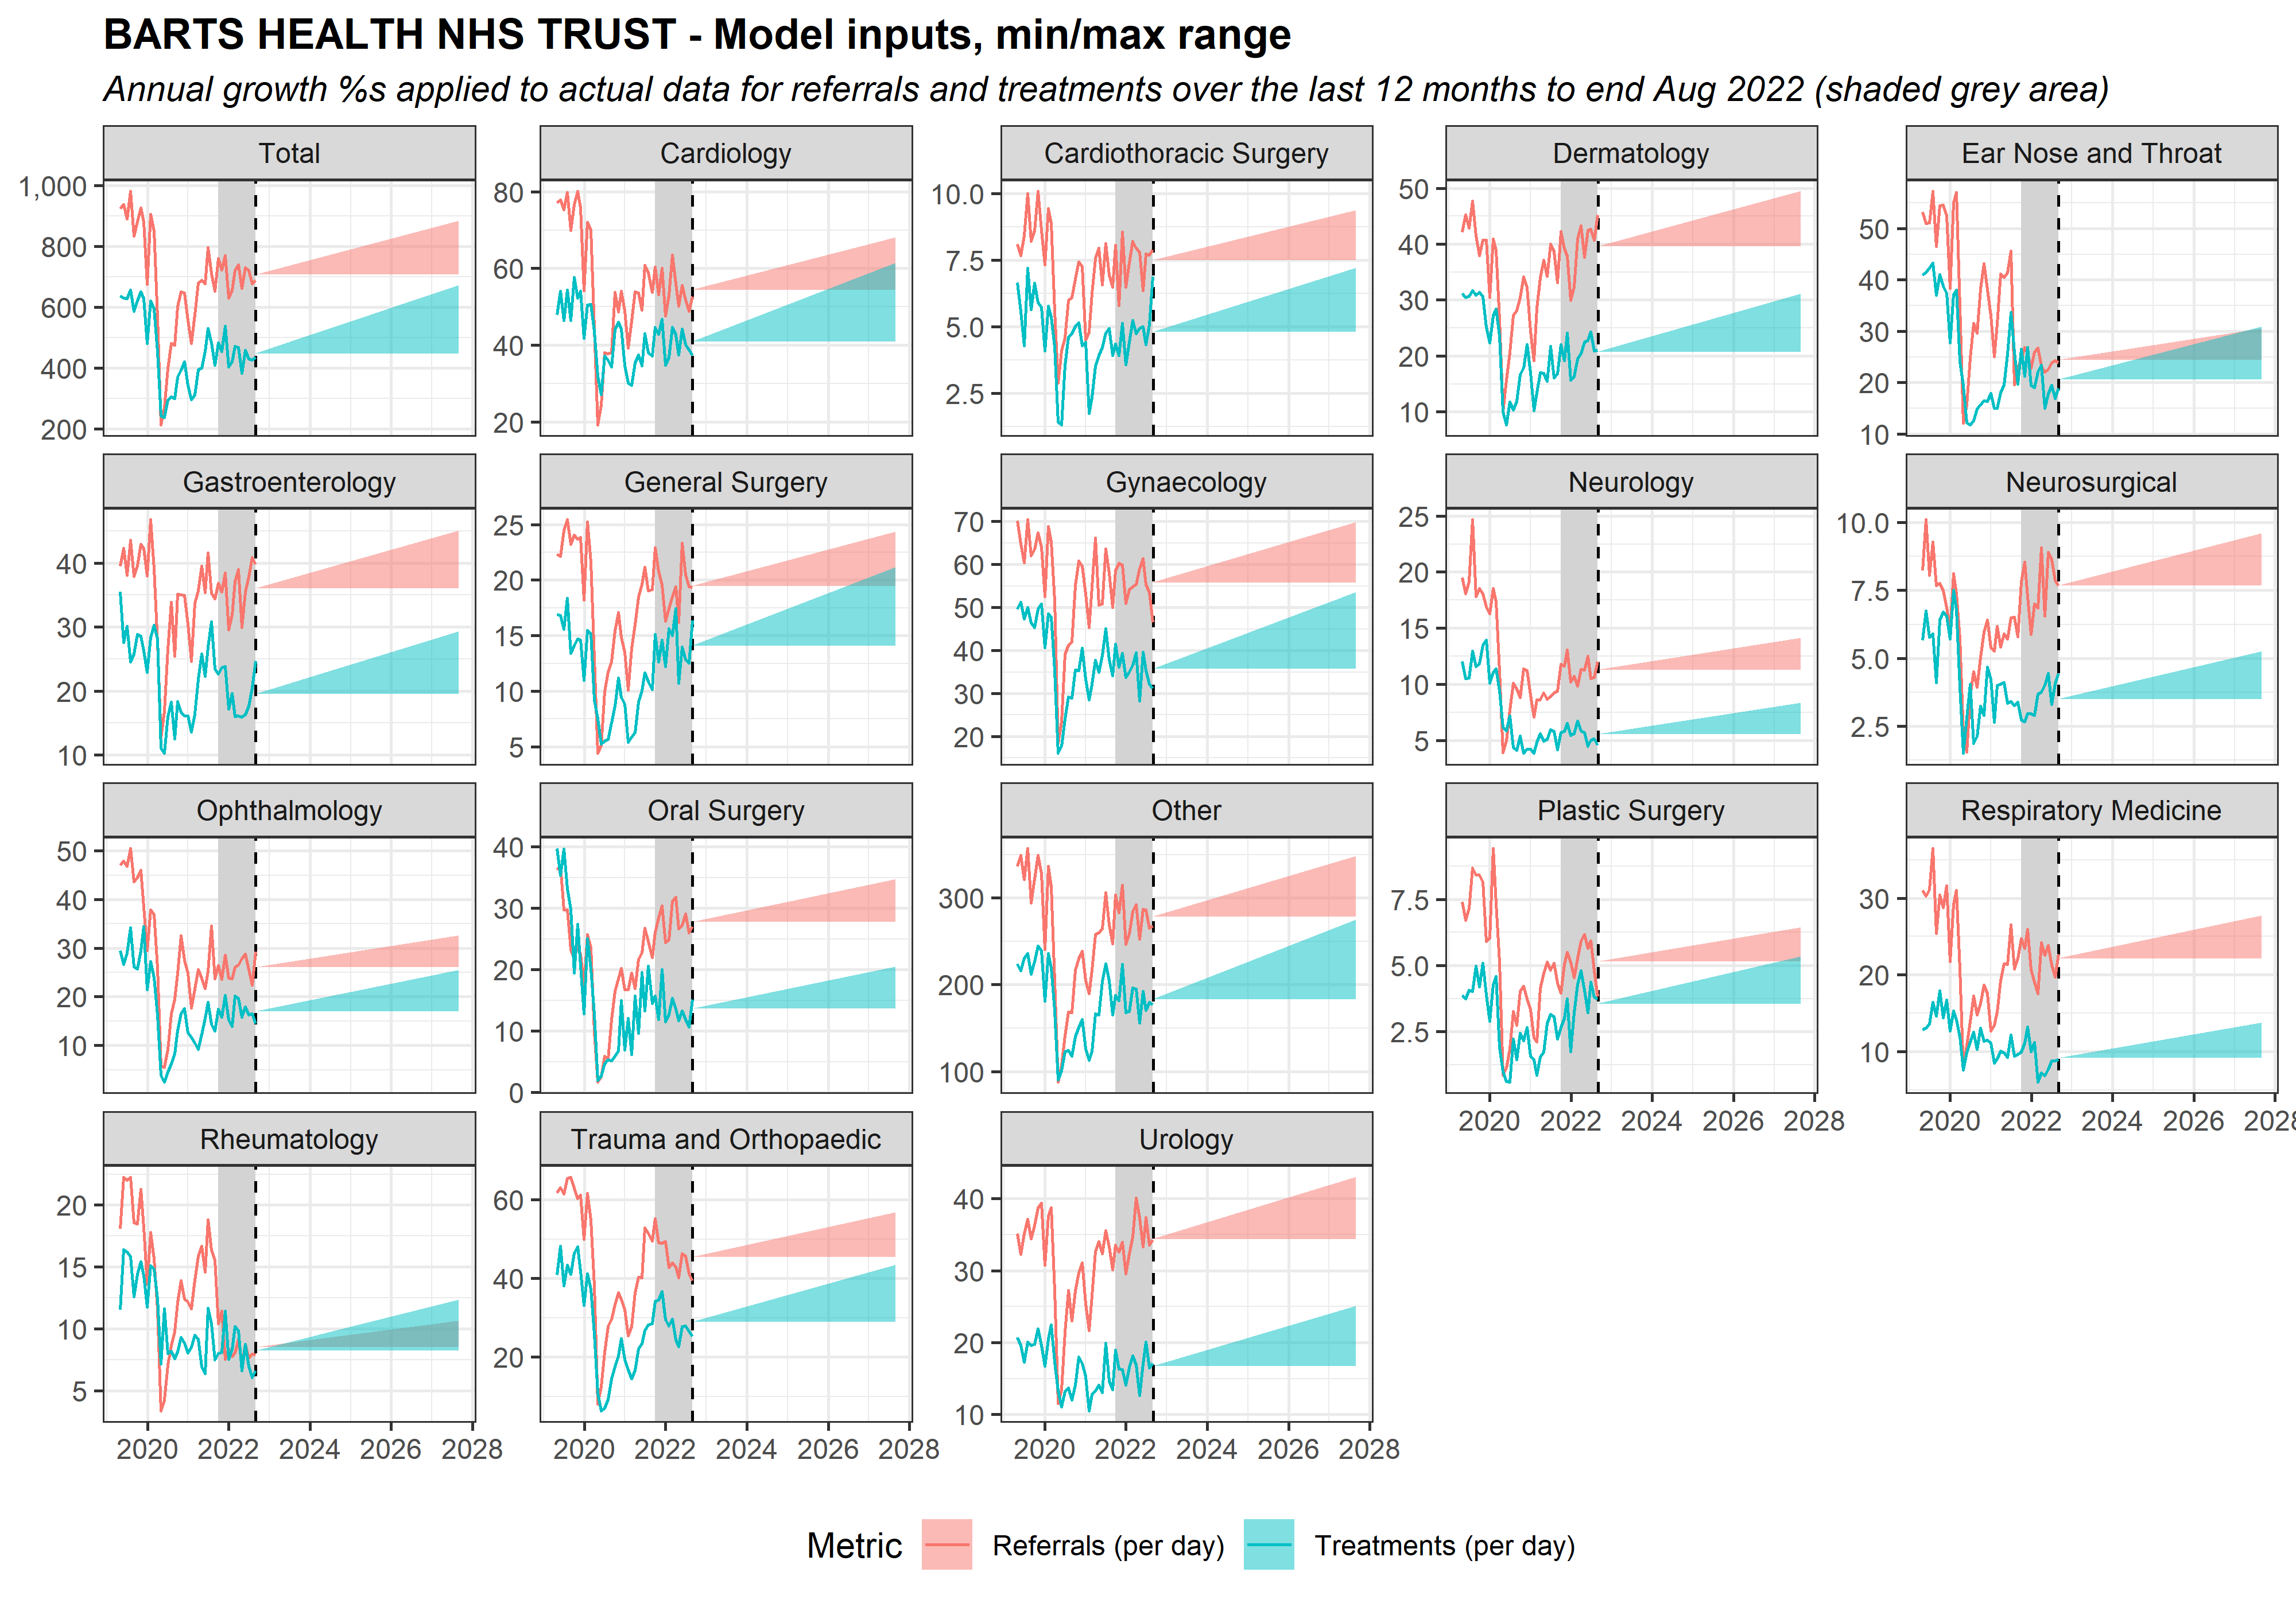 BARTS HEALTH NHS TRUST - Model inputs, min/max range
Annual growth %s applied to actual data for referrals and treatments over the last 12 months to end Aug 2022 (shaded grey area)
Total
Cardiology
Cardiothoracic Surgery
Dermatology
Ear Nose and Throat
1,000
800
600
400
200
80
60
40
20
10.0
7.5
5.0
2.5
50
40
30
20
10
50
40
30
20
10
Gastroenterology
General Surgery
Gynaecology
Neurology
Neurosurgical
40
30
20
10
25
20
15
10
5
70
60
50
40
30
20
25
20
15
10
5
10.0
7.5
5.0
2.5
Ophthalmology
Oral Surgery
Other
Plastic Surgery
Respiratory Medicine
50
40
30
20
10
40
30
20
10
0
300
200
100
7.5
5.0
2.5
30
20
10
2020 2022 2024 2026 2028
2020 2022 2024 2026 2028
Rheumatology
Trauma and Orthopaedic
Urology
20
15
10
5
60
40
20
40
30
20
10
2020 2022 2024 2026 2028
2020 2022 2024 2026 2028
2020 2022 2024 2026 2028
Metric Referrals (per day) Treatments (per day)